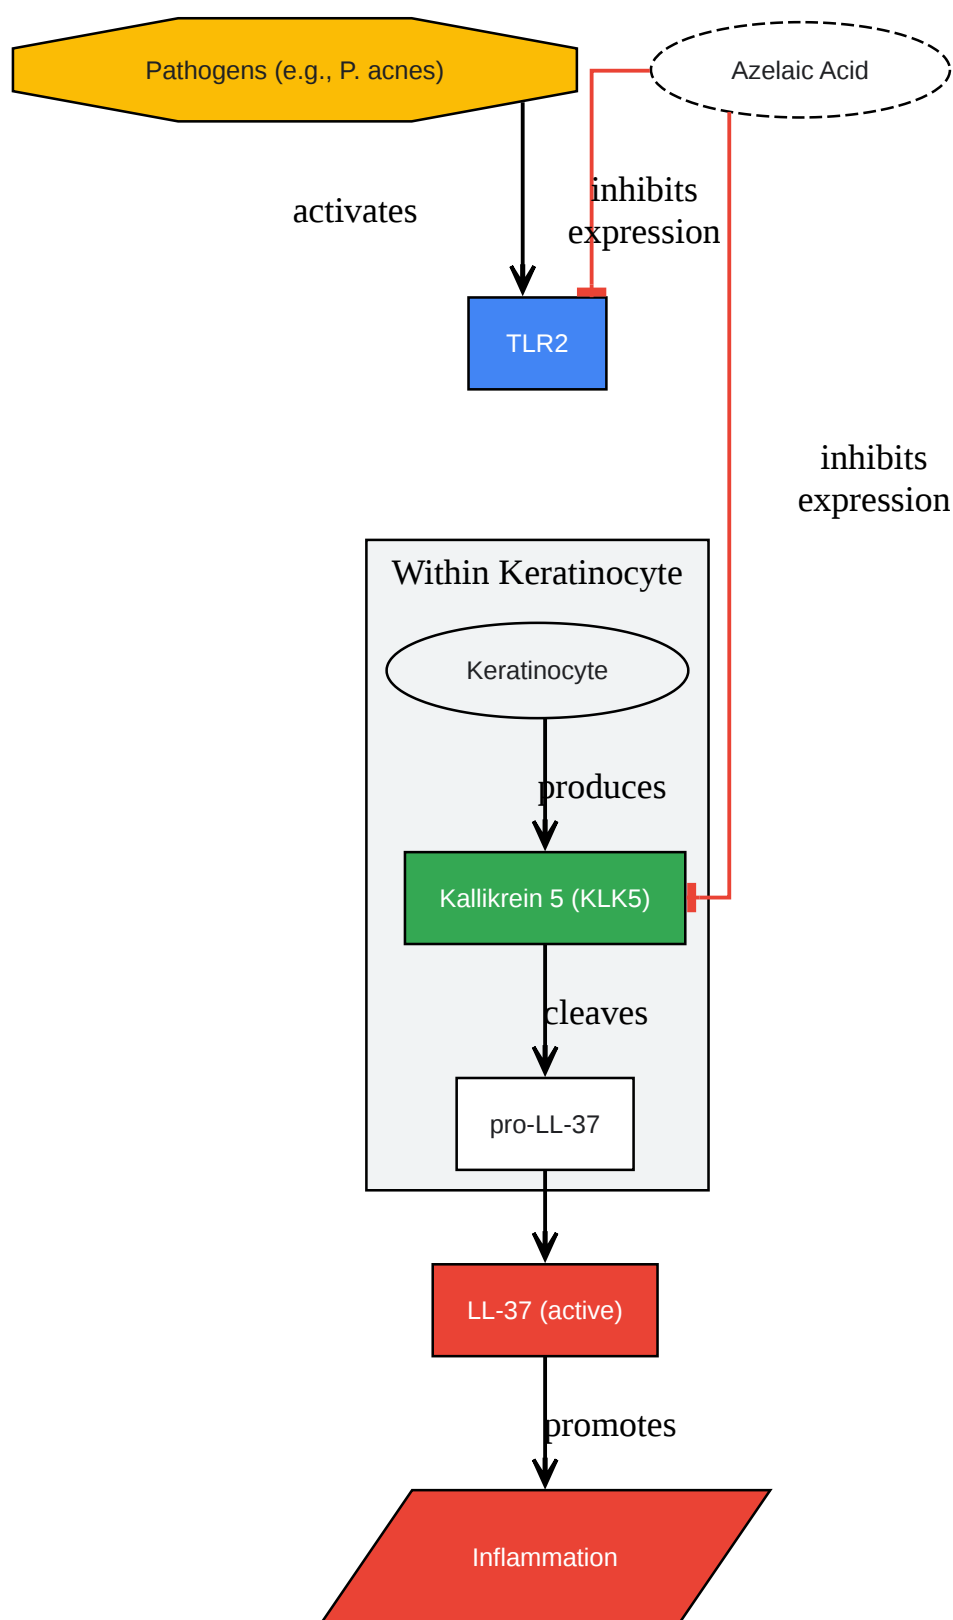 Pathogens (e.g., P. acnes)
Azelaic Acid
activates
inhibits
expression
TLR2
inhibits
expression
Within Keratinocyte
Keratinocyte
produces
Kallikrein 5 (KLK5)
cleaves
pro-LL-37
LL-37 (active)
promotes
Inflammation